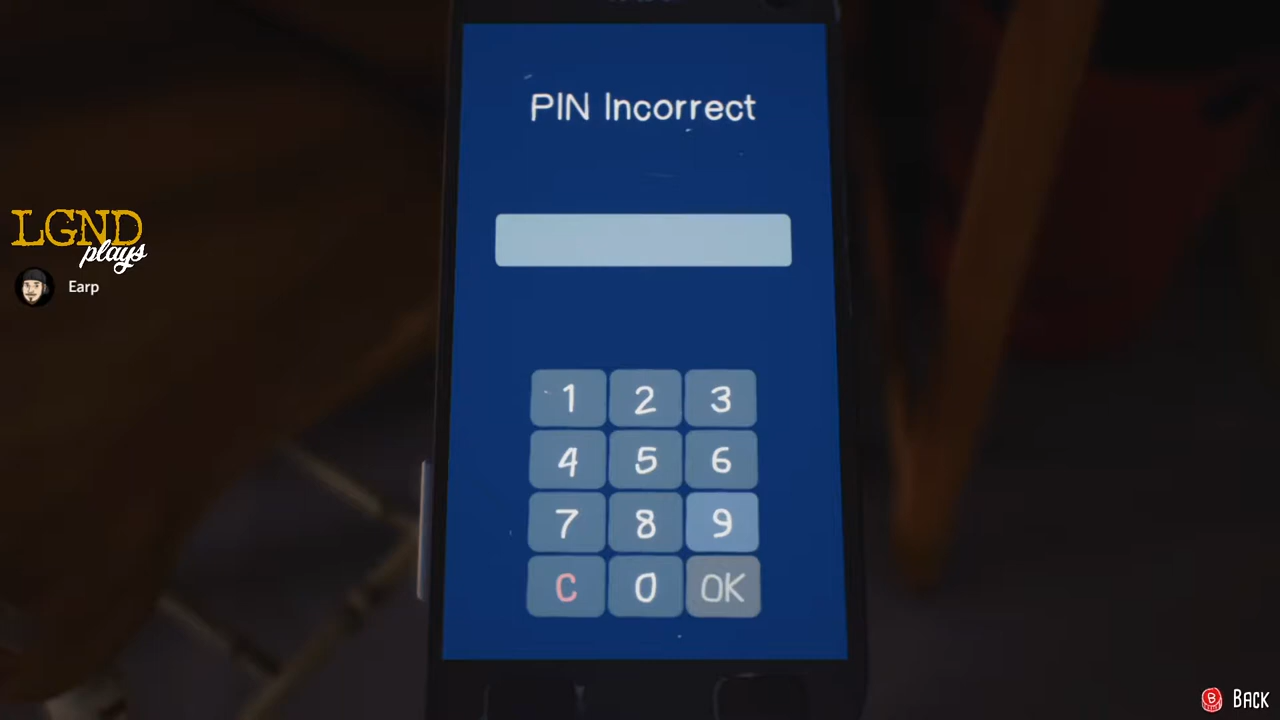 PIN Incorrect
LGND
plays
Earp
1 2 3
4 5 6
7 8 9
C 0 OK
B BACK